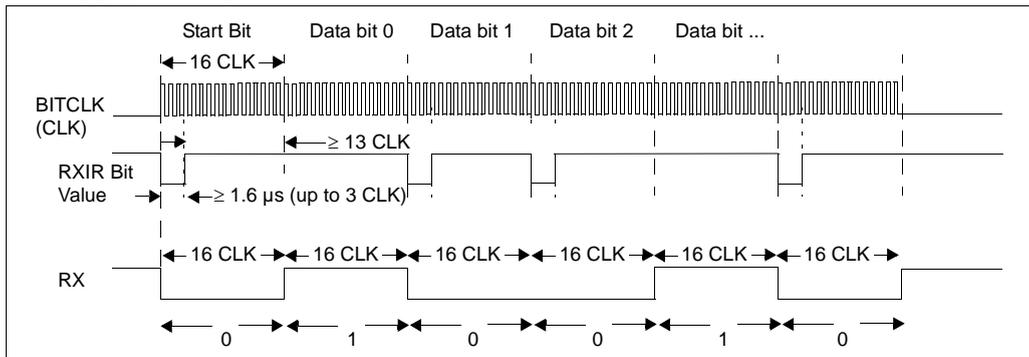 Start Bit Data bit 0 Data bit 1 Data bit 2 Data bit ...
16 CLK
BITCLK
(CLK)
≥ 13 CLK
RXIR Bit
Value
≥ 1.6 µs (up to 3 CLK)
16 CLK 16 CLK 16 CLK 16 CLK 16 CLK 16 CLK
RX
0 1 0 0 1 0